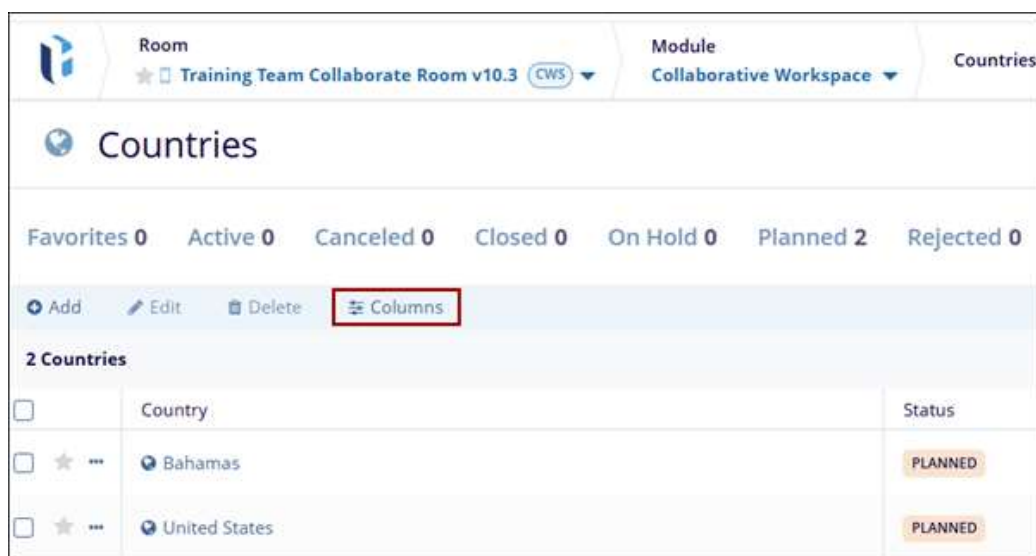 Room
Training Team Collaborate Room v10.3 CWS
Module
Collaborative Workspace
Countries
Countries
Favorites 0 Active 0 Canceled 0 Closed 0 On Hold 0 Planned 2 Rejected 0
Add Edit Delete Columns
2 Countries
Country Status
Bahamas PLANNED
United States PLANNED